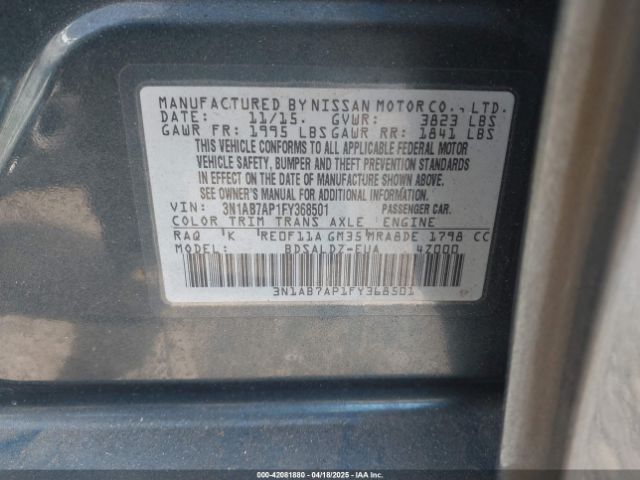 MANUFACTURED BY NISSAN MOTOR CO., LTD.
DATE: 11/15. GVWR: 3823 LBS
GAWR FR: 1995 LBS GAWR RR: 1841 LBS
THIS VEHICLE CONFORMS TO ALL APPLICABLE FEDERAL MOTOR
VEHICLE SAFETY, BUMPER AND THEFT PREVENTION STANDARDS
IN EFFECT ON THE DATE OF MANUFACTURE SHOWN ABOVE.
SEE OWNER'S MANUAL FOR ADDITIONAL INFORMATION.
VIN: 3N1AB7AP1FY368501 PASSENGER CAR.
COLOR TRIM TRANS AXLE ENGINE
RAQ K RE0F11A GM35 MRA8DE 1798 CC
MODEL: BDSALDZ-EUA 4Z000
3N1AB7AP1FY368501
000-42081880 - 04/18/2025 - IAAI.COM